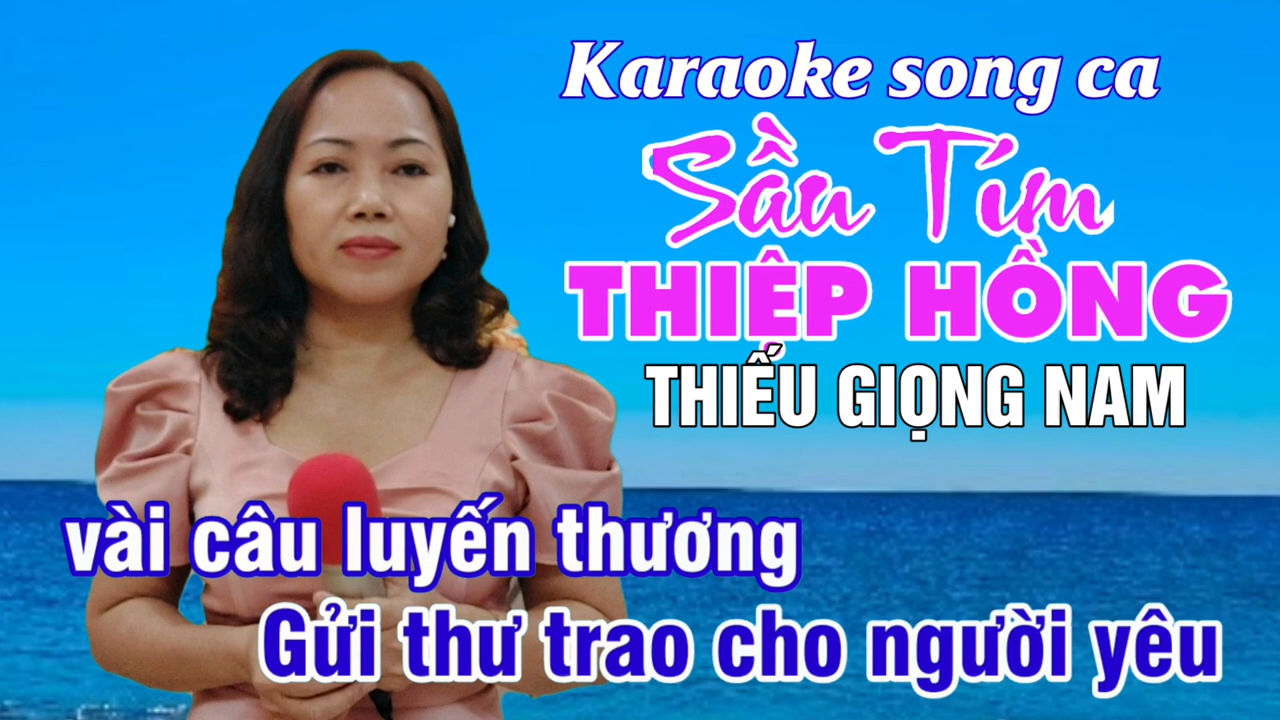 Karaoke song ca
Sầu Tím
THIỆP HỒNG
THIẾU GIỌNG NAM
vài câu luyến thương
Gửi thư trao cho người yêu